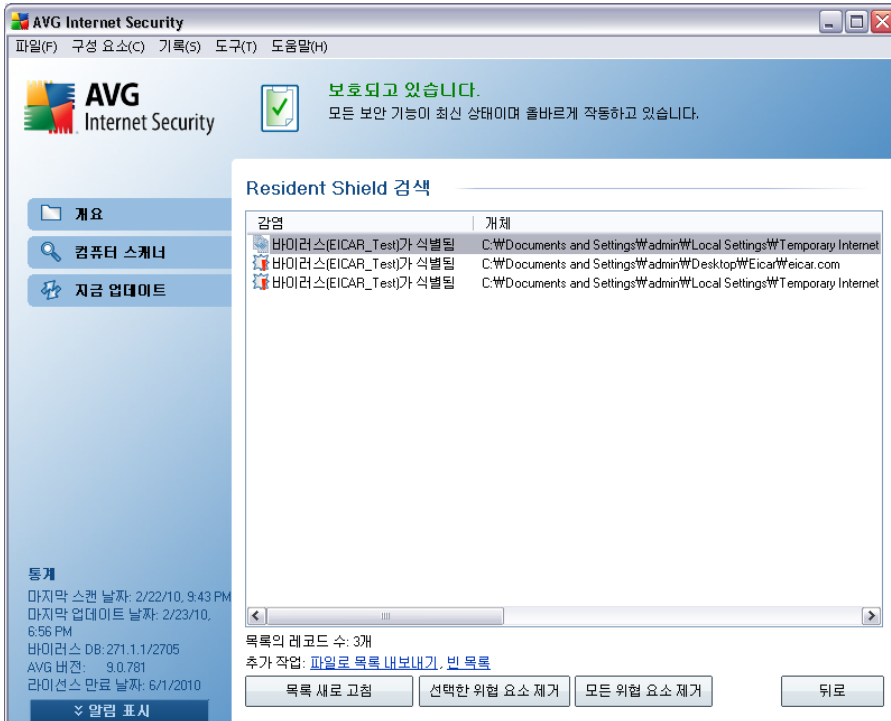 AVG Internet Security
파일(F) 구성 요소(C) 기록(S) 도구(T) 도움말(H)
AVG
Internet Security
보호되고 있습니다.
모든 보안 기능이 최신 상태이며 올바르게 작동하고 있습니다.
개요
컴퓨터 스캐너
지금 업데이트
Resident Shield 검색
감염 개체
바이러스(EICAR_Test)가 식별됨 C:₩Documents and Settings₩admin₩Local Settings₩Temporary Internet
바이러스(EICAR_Test)가 식별됨 C:₩Documents and Settings₩admin₩Desktop₩Eicar₩eicar.com
바이러스(EICAR_Test)가 식별됨 C:₩Documents and Settings₩admin₩Local Settings₩Temporary Internet
목록의 레코드 수: 3개
추가 작업: 파일로 목록 내보내기, 빈 목록
목록 새로 고침 선택한 위협 요소 제거 모든 위협 요소 제거 뒤로
통계
마지막 스캔 날짜: 2/22/10, 9:43 PM
마지막 업데이트 날짜: 2/23/10,
6:56 PM
바이러스 DB: 271.1.1/2705
AVG 버전: 9.0.781
라이선스 만료 날짜: 6/1/2010
알림 표시